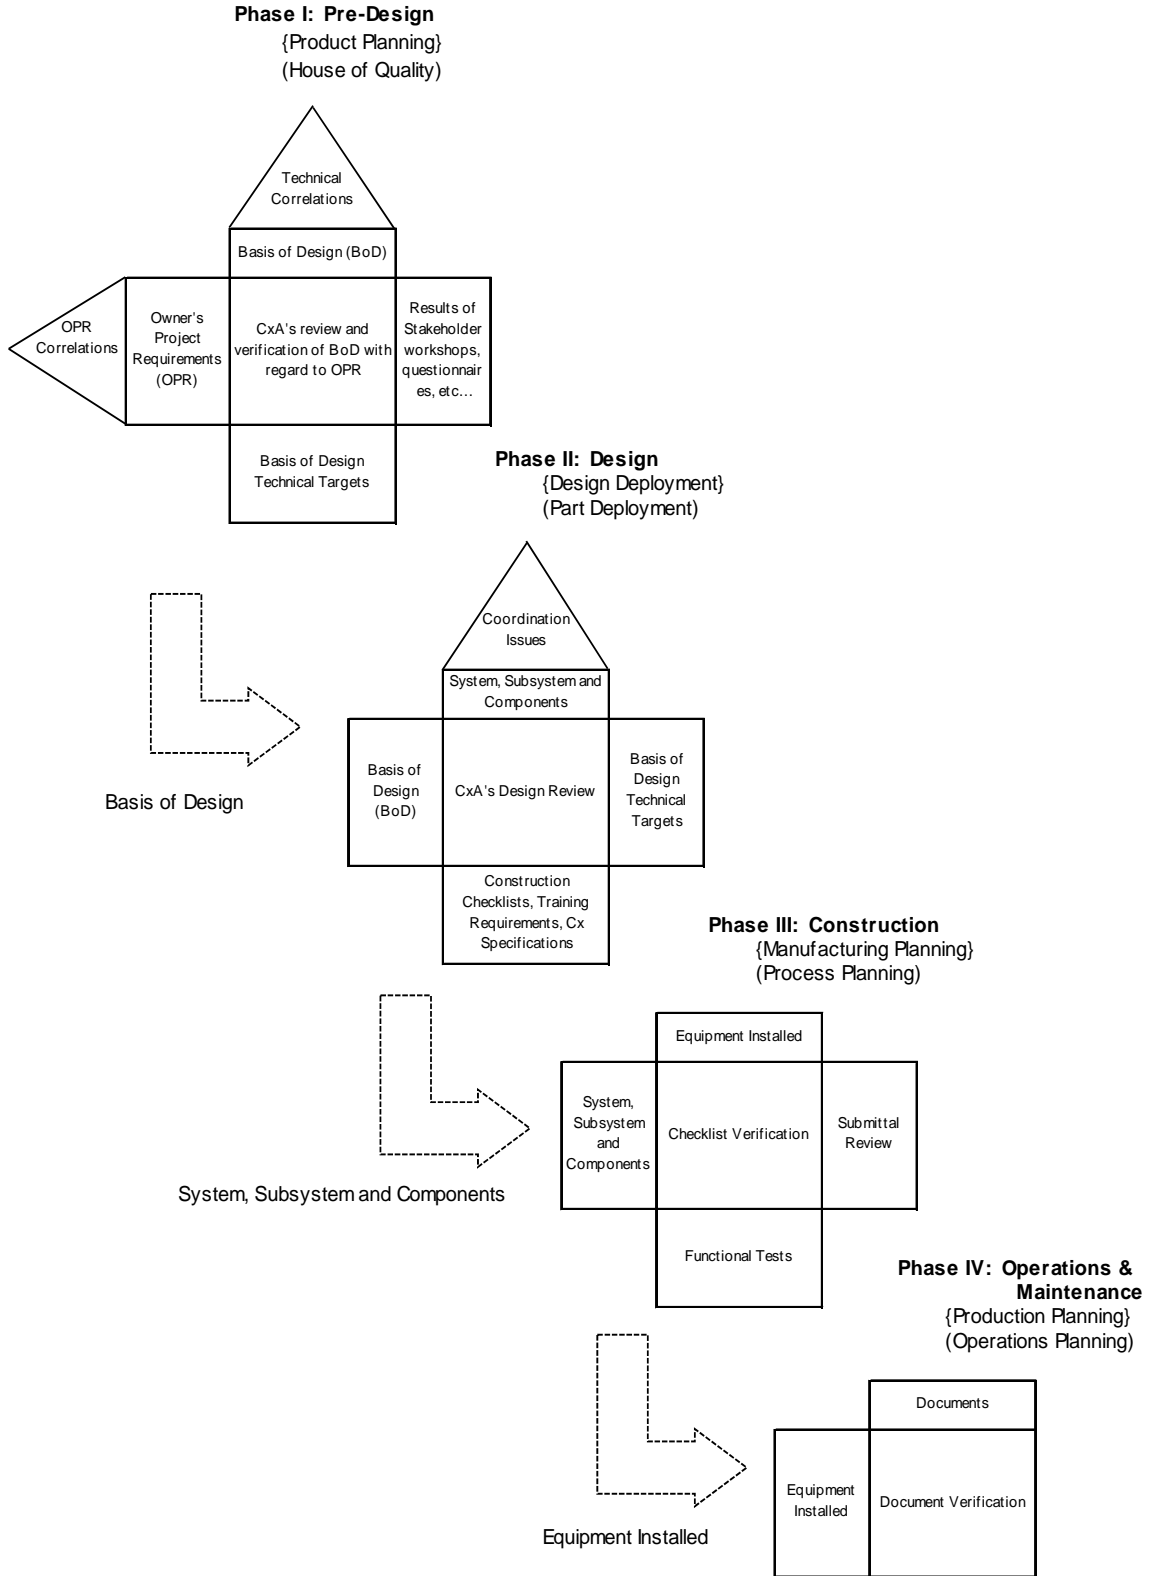 Phase I: Pre-Design
{Product Planning}
(House of Quality)
Technical
Correlations
Basis of Design (BoD)
OPR
Correlations
Owner's
Project
Requirements
(OPR)
CxA's review and
verification of BoD with
regard to OPR
Results of
Stakeholder
workshops,
questionnair
es, etc...
Basis of Design
Technical Targets
Phase II: Design
{Design Deployment}
(Part Deployment)
Coordination
Issues
System, Subsystem and
Components
Basis of Design
Basis of
Design
(BoD)
CxA's Design Review
Basis of
Design
Technical
Targets
Construction
Checklists, Training
Requirements, Cx
Specifications
Phase III: Construction
{Manufacturing Planning}
(Process Planning)
Equipment Installed
System, Subsystem and Components
System,
Subsystem
and
Components
Checklist Verification
Submittal
Review
Functional Tests
Phase IV: Operations &
Maintenance
{Production Planning}
(Operations Planning)
Documents
Equipment Installed
Equipment
Installed
Document Verification